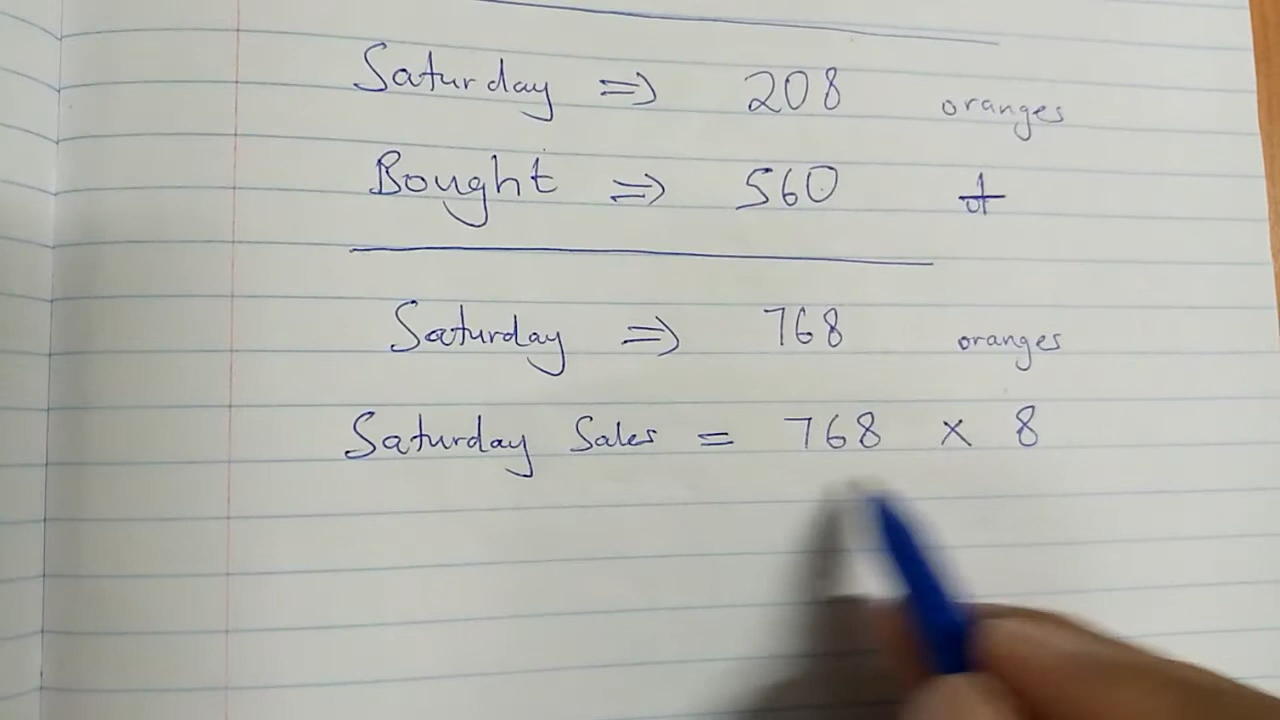 Saturday ⇒ 208 oranges
Bought ⇒ 560 +
Saturday ⇒ 768 oranges
Saturday Sales = 768 × 8